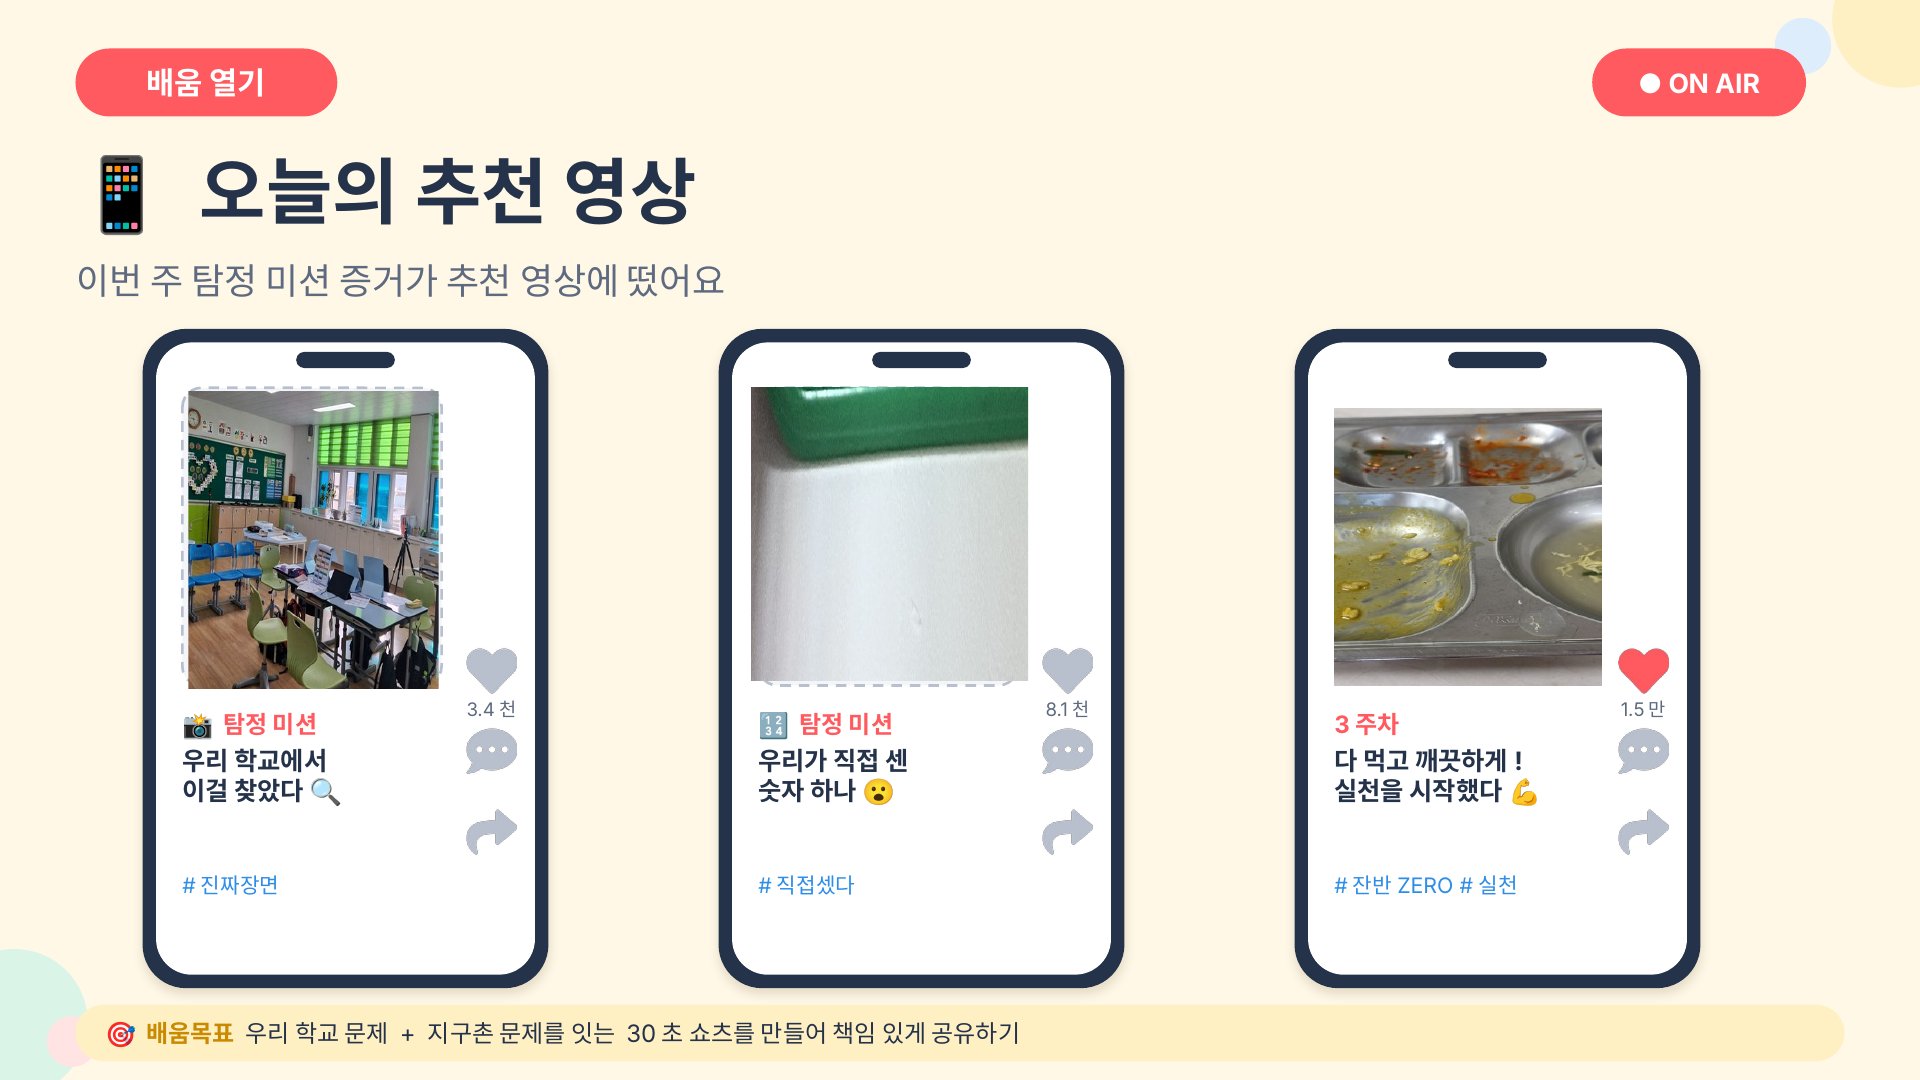 배움 열기
ON AIR
오늘의 추천 영상
이번 주 탐정 미션 증거가 추천 영상에 떴어요
3.4 천
탐정 미션
우리 학교에서
이걸 찾았다
# 진짜장면
8.1 천
탐정 미션
우리가 직접 센
숫자 하나
# 직접셌다
1.5 만
3 주차
다 먹고 깨끗하게 !
실천을 시작했다
# 잔반 ZERO # 실천
배움목표 우리 학교 문제 + 지구촌 문제를 잇는 30 초 쇼츠를 만들어 책임 있게 공유하기